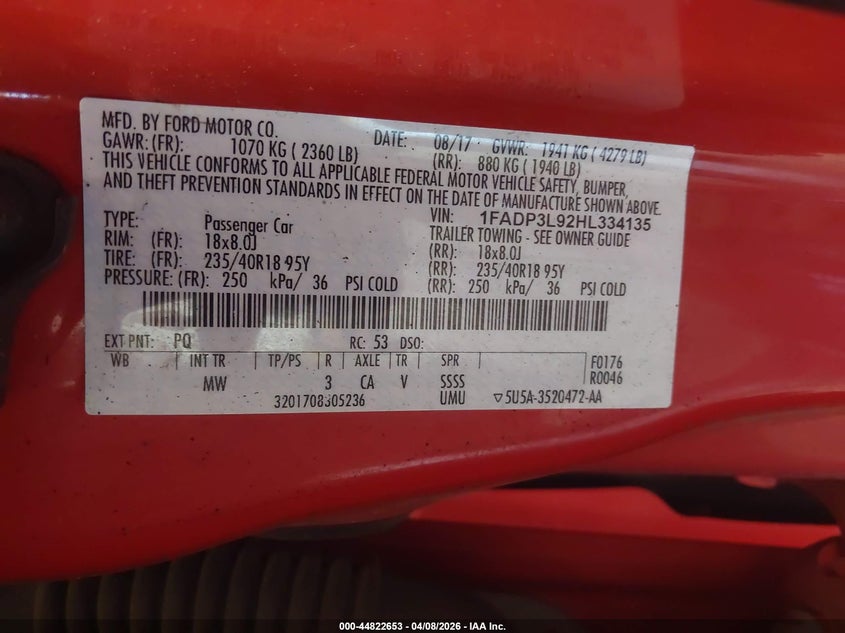 MFD. BY FORD MOTOR CO. DATE: 08/17 GVWR: 1941 KG ( 4279 LB)
GAWR: (FR): 1070 KG ( 2360 LB) (RR): 880 KG ( 1940 LB)
THIS VEHICLE CONFORMS TO ALL APPLICABLE FEDERAL MOTOR VEHICLE SAFETY, BUMPER,
AND THEFT PREVENTION STANDARDS IN EFFECT ON THE DATE OF MANUFACTURE SHOWN ABOVE.
VIN: 1FADP3L92HL334135
TYPE: Passenger Car TRAILER TOWING - SEE OWNER GUIDE
RIM: (FR): 18x8.0J (RR): 18x8.0J
TIRE: (FR): 235/40R18 95Y (RR): 235/40R18 95Y
PRESSURE: (FR): 250 kPa/ 36 PSI COLD (RR): 250 kPa/ 36 PSI COLD
EXT PNT: PQ RC: 53 DSO:
WB INT TR TP/PS R AXLE TR SPR F0176
MW 3 CA V SSSS R0046
3201708305236 UMU ▽5U5A-3520472-AA
000-44822653 - 04/08/2026 - IAA Inc.